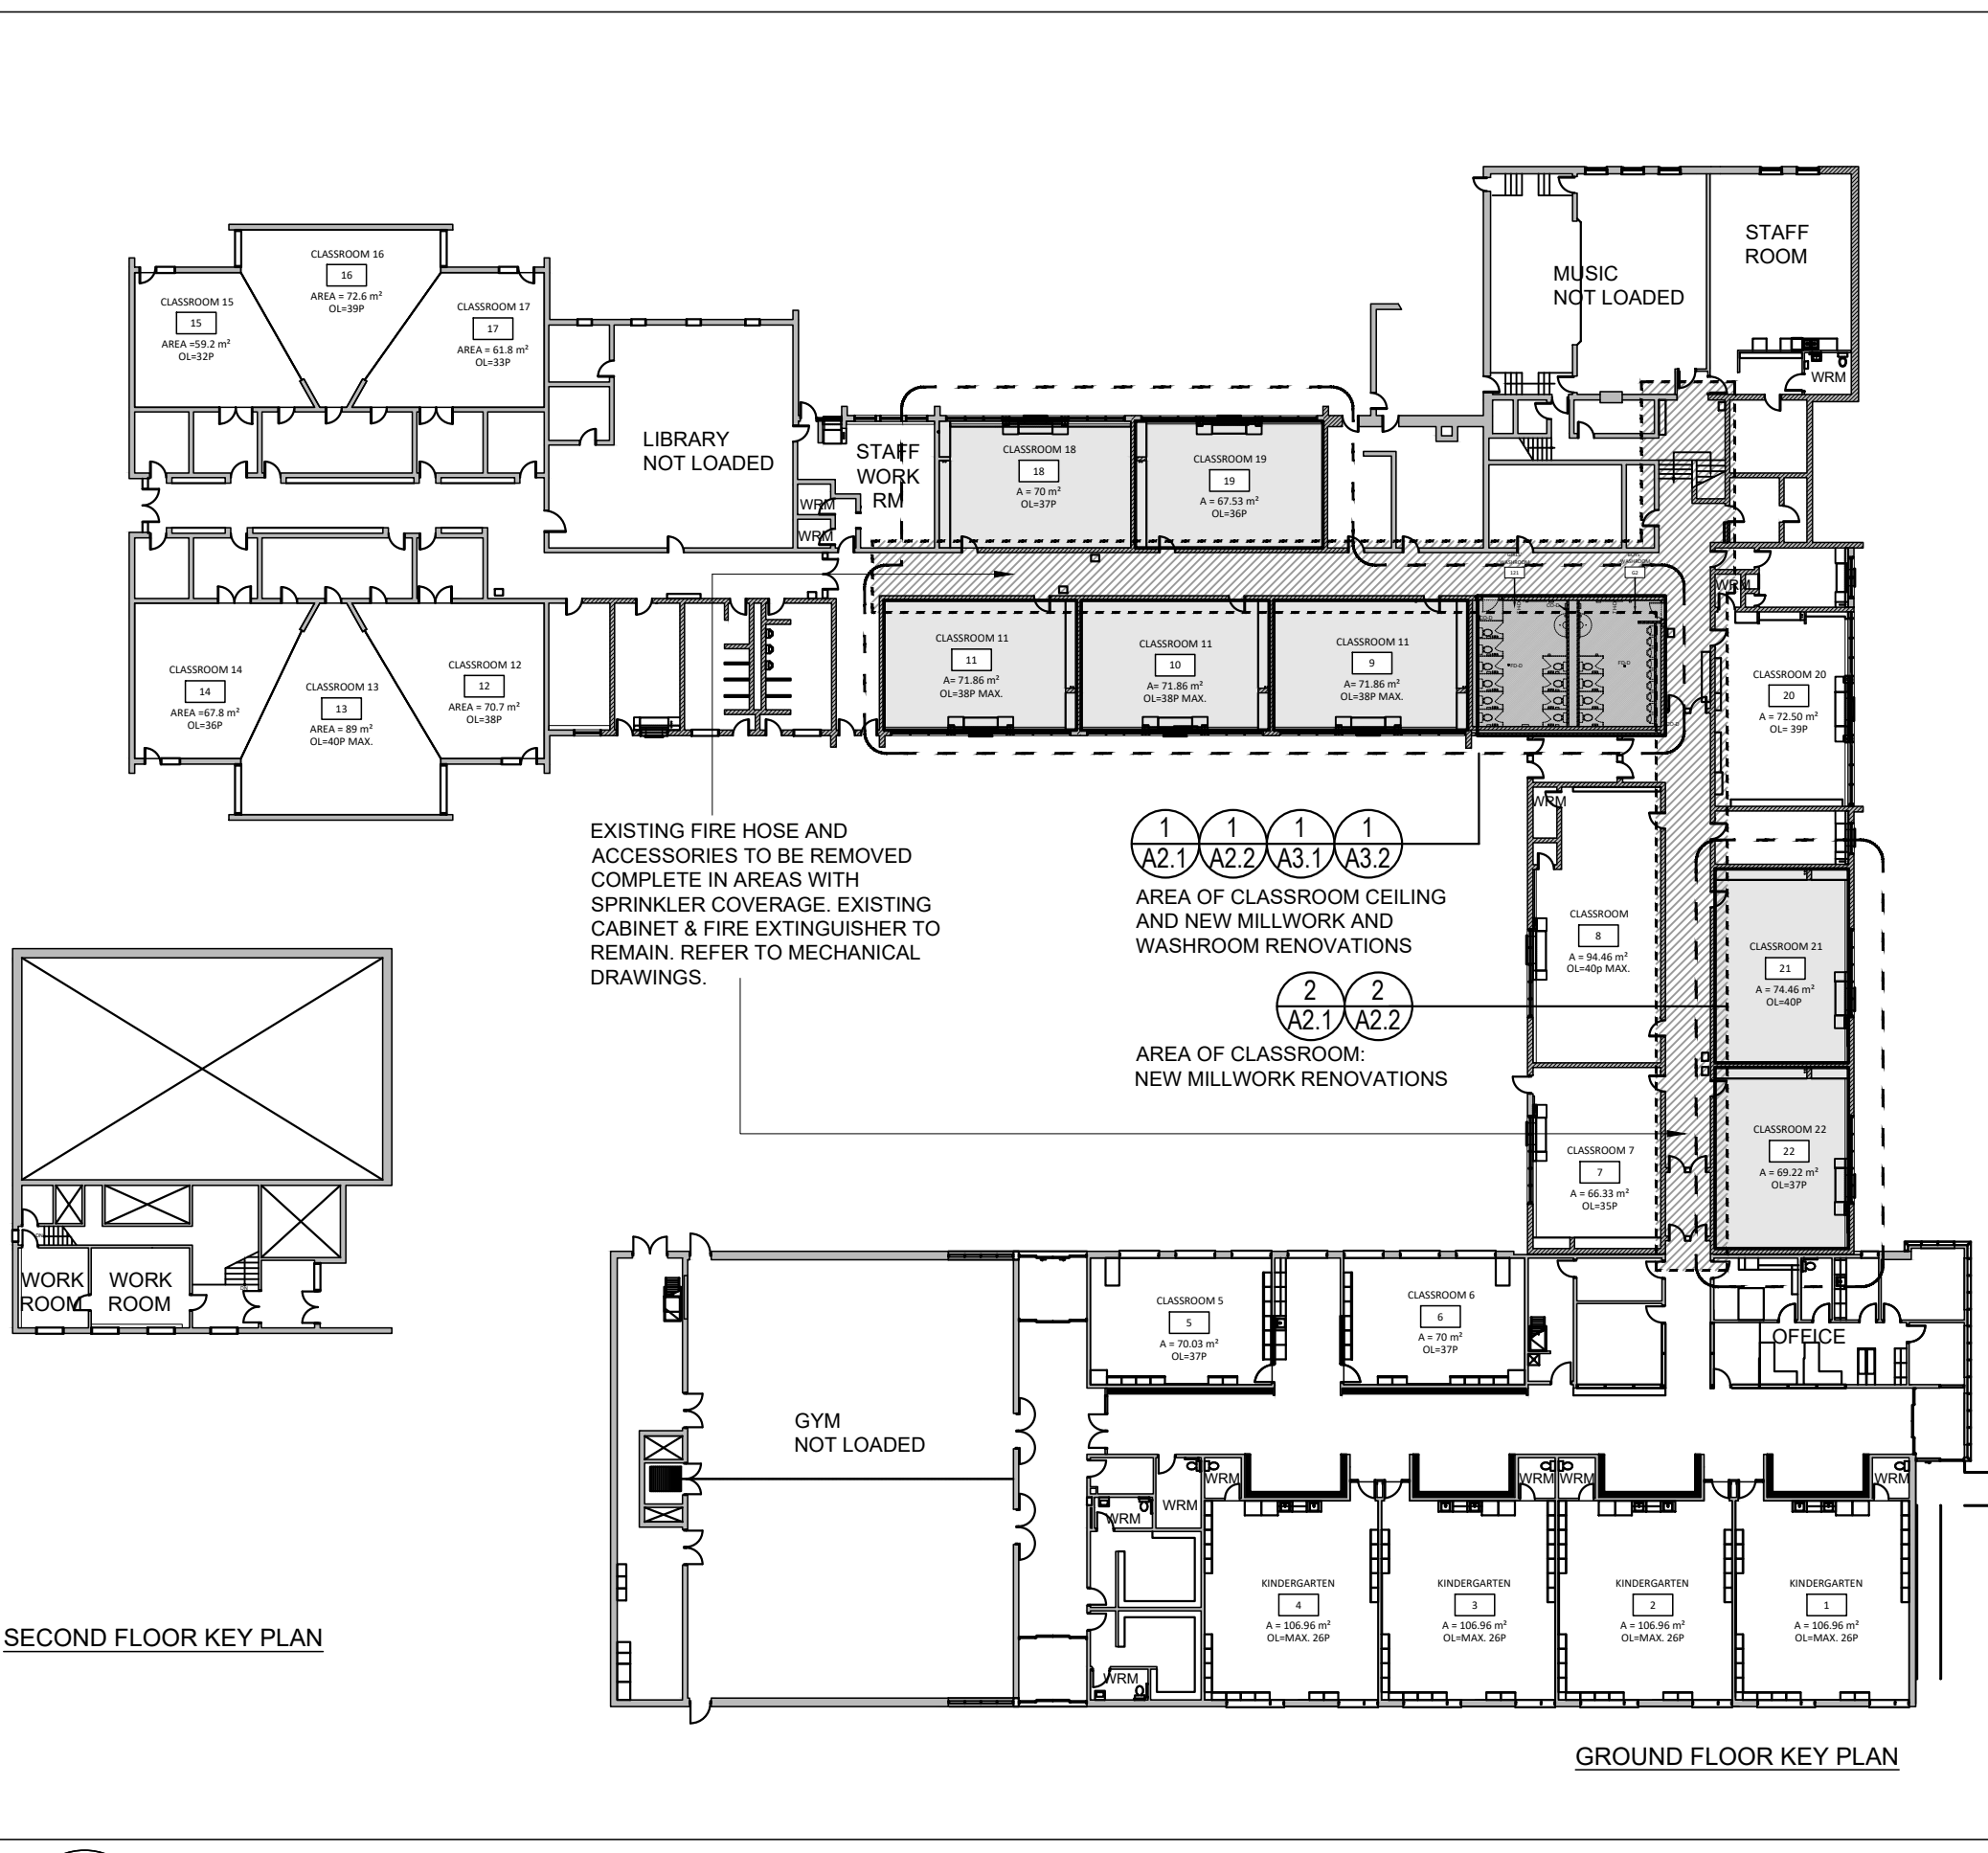 CLASSROOM 16
16
AREA = 72.6 m²
OL=39P
CLASSROOM 15
15
AREA =59.2 m²
OL=32P
CLASSROOM 17
17
AREA = 61.8 m²
OL=33P
LIBRARY
NOT LOADED
STAFF
WORK
RM
WRM
WRM
CLASSROOM 18
18
A = 70 m²
OL=37P
CLASSROOM 19
19
A = 67.53 m²
OL=36P
MUSIC
NOT LOADED
STAFF
ROOM
WRM
CLASSROOM 14
14
AREA =67.8 m²
OL=36P
CLASSROOM 13
13
AREA = 89 m²
OL=40P MAX.
CLASSROOM 12
12
AREA = 70.7 m²
OL=38P
CLASSROOM 11
11
A= 71.86 m²
OL=38P MAX.
CLASSROOM 11
10
A= 71.86 m²
OL=38P MAX.
CLASSROOM 11
9
A= 71.86 m²
OL=38P MAX.
FD-D
FD-D
WRM
CLASSROOM 20
20
A = 72.50 m²
OL= 39P
EXISTING FIRE HOSE AND
ACCESSORIES TO BE REMOVED
COMPLETE IN AREAS WITH
SPRINKLER COVERAGE. EXISTING
CABINET & FIRE EXTINGUISHER TO
REMAIN. REFER TO MECHANICAL
DRAWINGS.
1 1 1 1
A2.1 A2.2 A3.1 A3.2
AREA OF CLASSROOM CEILING
AND NEW MILLWORK AND
WASHROOM RENOVATIONS
2 2
A2.1 A2.2
AREA OF CLASSROOM:
NEW MILLWORK RENOVATIONS
WRM
CLASSROOM
8
A = 94.46 m²
OL=40p MAX.
CLASSROOM 21
21
A = 74.46 m²
OL=40P
CLASSROOM 7
7
A = 66.33 m²
OL=35P
CLASSROOM 22
22
A = 69.22 m²
OL=37P
WORK
ROOM
WORK
ROOM
SECOND FLOOR KEY PLAN
CLASSROOM 5
5
A = 70.03 m²
OL=37P
CLASSROOM 6
6
A = 70 m²
OL=37P
OFFICE
GYM
NOT LOADED
WRM
WRM
WRM
WRM
WRM
WRM
WRM
KINDERGARTEN
4
A = 106.96 m²
OL=MAX. 26P
KINDERGARTEN
3
A = 106.96 m²
OL=MAX. 26P
KINDERGARTEN
2
A = 106.96 m²
OL=MAX. 26P
KINDERGARTEN
1
A = 106.96 m²
OL=MAX. 26P
GROUND FLOOR KEY PLAN